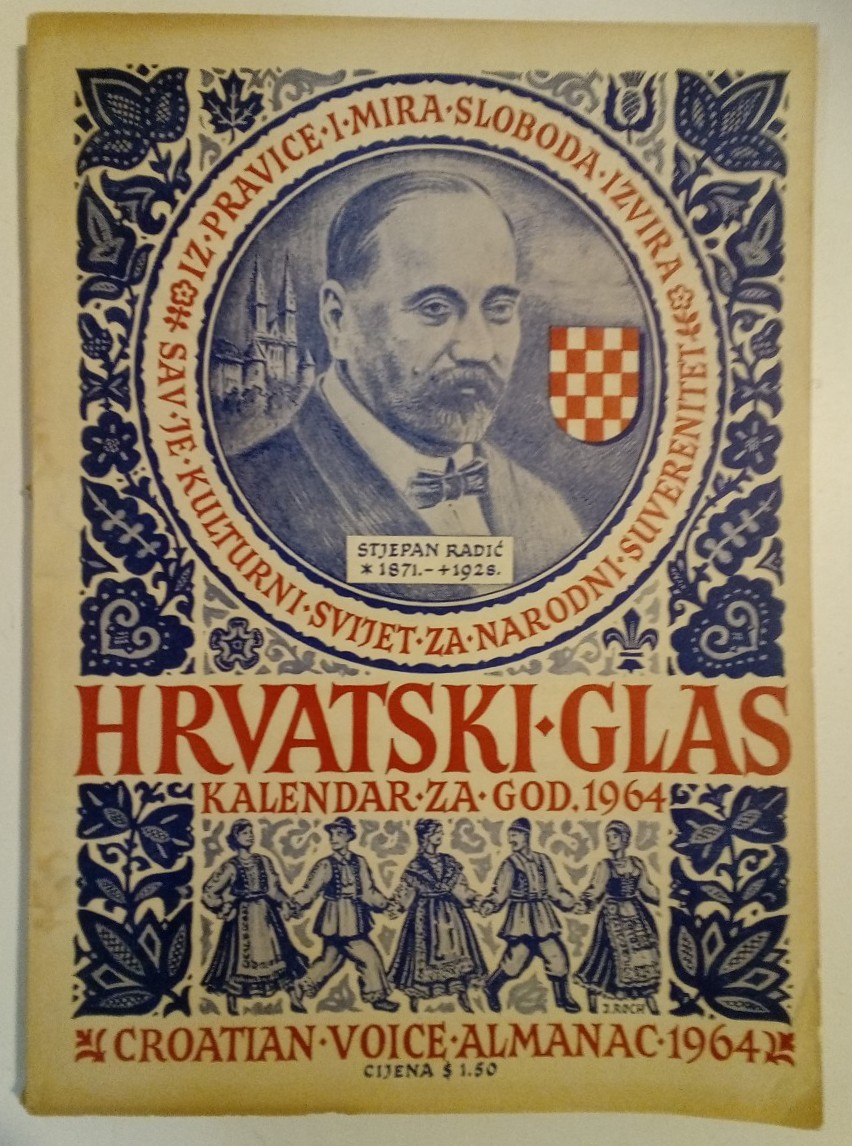 IZ·PRAVICE·I·MIRA·SLOBODA·IZVIRA
SAV·JE·KULTURNI·SVIJET·ZA·NARODNI·SUVERENITET
STJEPAN RADIĆ
* 1871.-+1928.
HRVATSKI·GLAS
KALENDAR·ZA·GOD.1964
J.ROCH
CROATIAN·VOICE·ALMANAC·1964
CIJENA $ 1.50